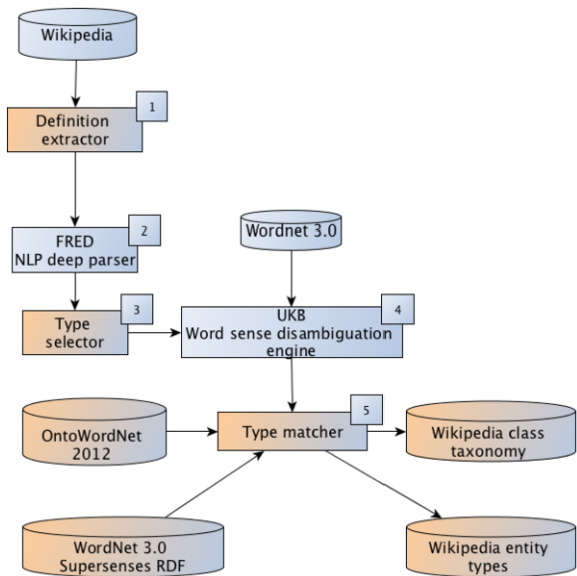 Wikipedia
1
Definition
extractor
2
FRED
NLP deep parser
Wordnet 3.0
3
Type
selector
4
UKB
Word sense disambiguation
engine
5
OntoWordNet
2012
Type matcher
Wikipedia class
taxonomy
WordNet 3.0
Supersenses RDF
Wikipedia entity
types